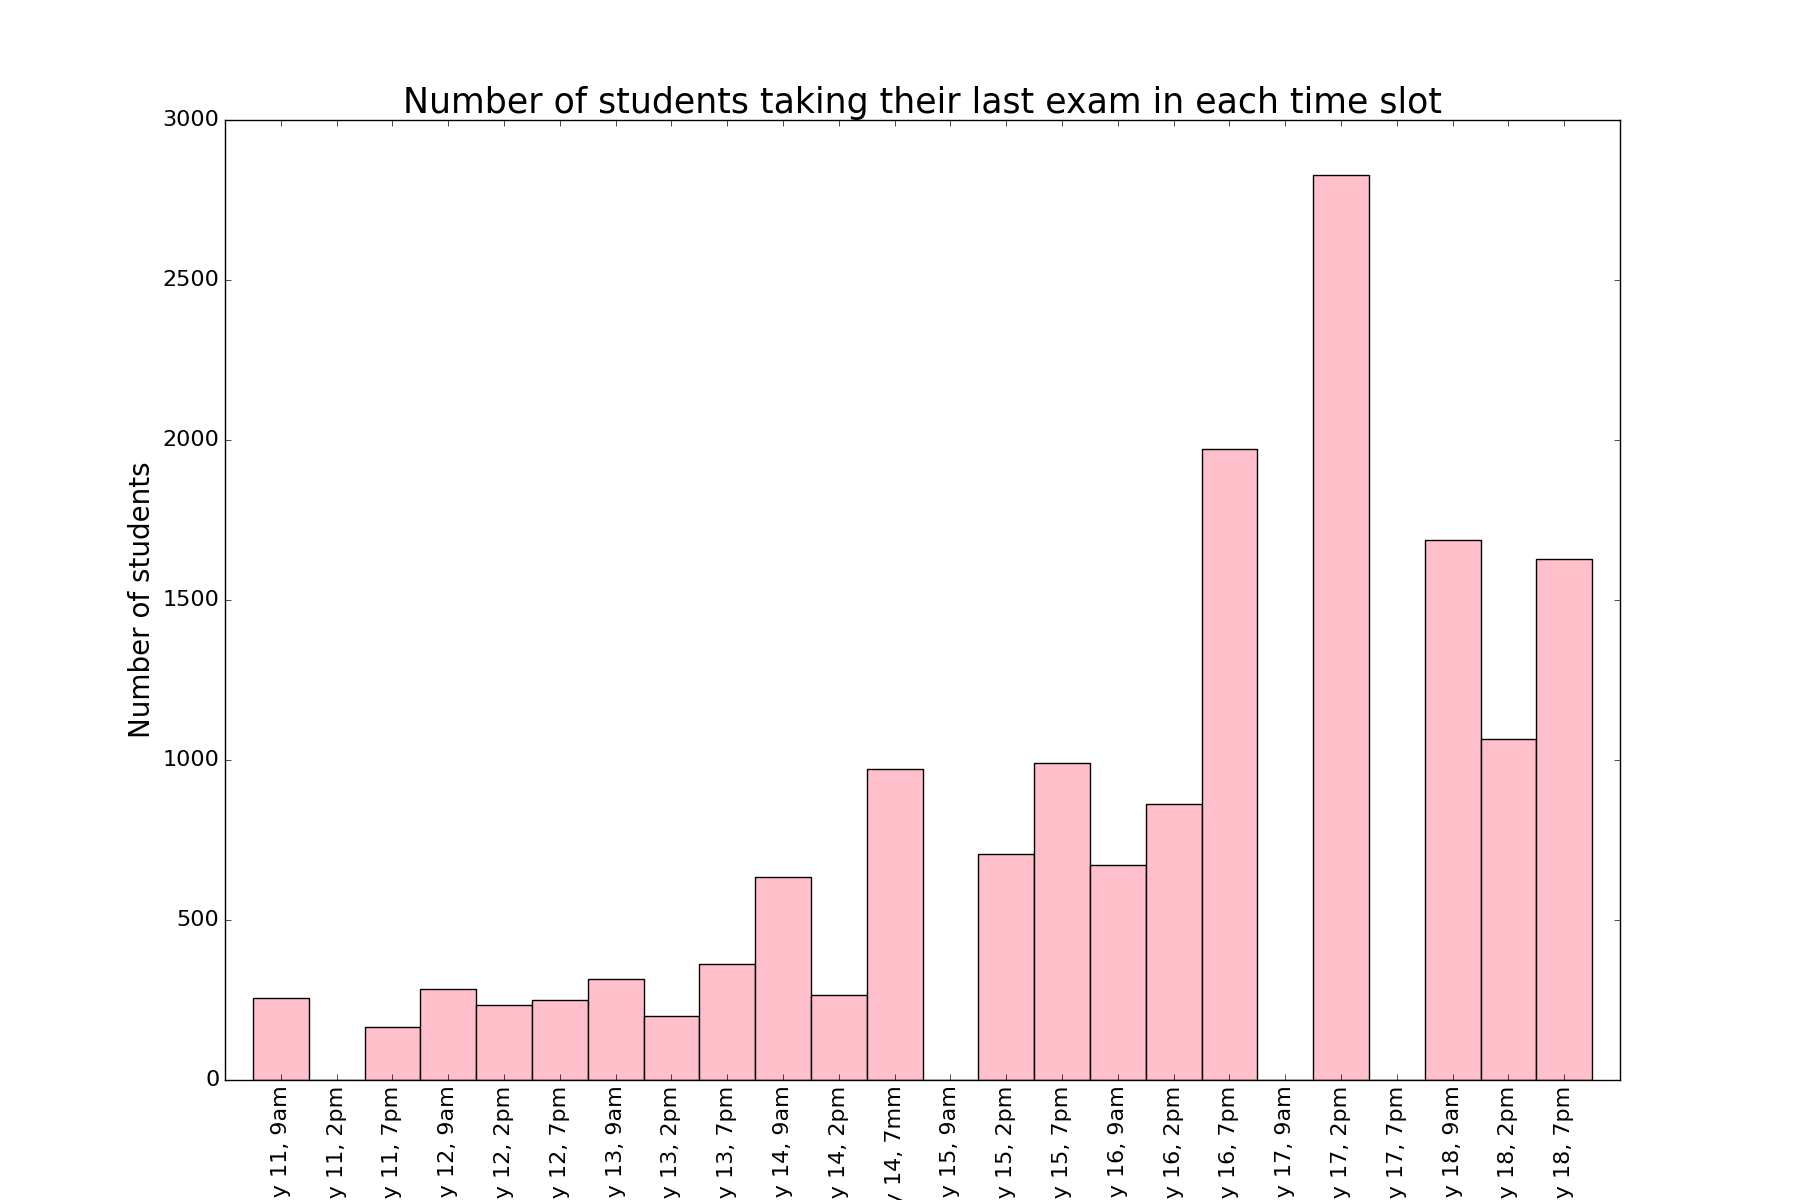 Number of students taking their last exam in each time slot
Number of students
3000
2500
2000
1500
1000
500
0
y 11, 9am
y 11, 2pm
y 11, 7pm
y 12, 9am
y 12, 2pm
y 12, 7pm
y 13, 9am
y 13, 2pm
y 13, 7pm
y 14, 9am
y 14, 2pm
y 14, 7mm
y 15, 9am
y 15, 2pm
y 15, 7pm
y 16, 9am
y 16, 2pm
y 16, 7pm
y 17, 9am
y 17, 2pm
y 17, 7pm
y 18, 9am
y 18, 2pm
y 18, 7pm